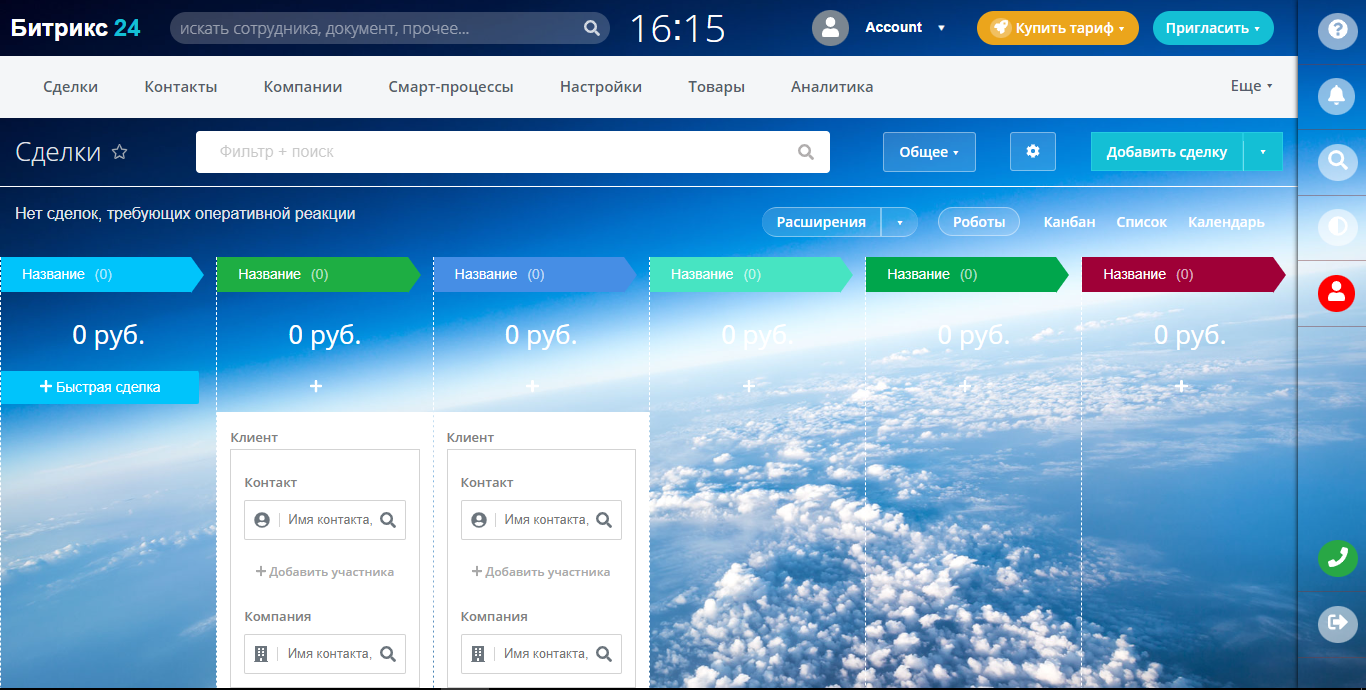 Битрикс 24
искать сотрудника, документ, прочее...
16:15
Account
Купить тариф
Пригласить
Сделки
Контакты
Компании
Смарт-процессы
Настройки
Товары
Аналитика
Еще
Сделки
Фильтр + поиск
Общее
Добавить сделку
Нет сделок, требующих оперативной реакции
Расширения
Роботы
Канбан
Список
Календарь
Название (0)
Название (0)
Название (0)
Название (0)
Название (0)
Название (0)
0 руб.
0 руб.
0 руб.
0 руб.
0 руб.
0 руб.
+ Быстрая сделка
+
+
+
+
+
Клиент
Клиент
Контакт
Контакт
Имя контакта,
Имя контакта,
+ Добавить участника
+ Добавить участника
Компания
Компания
Имя контакта,
Имя контакта,